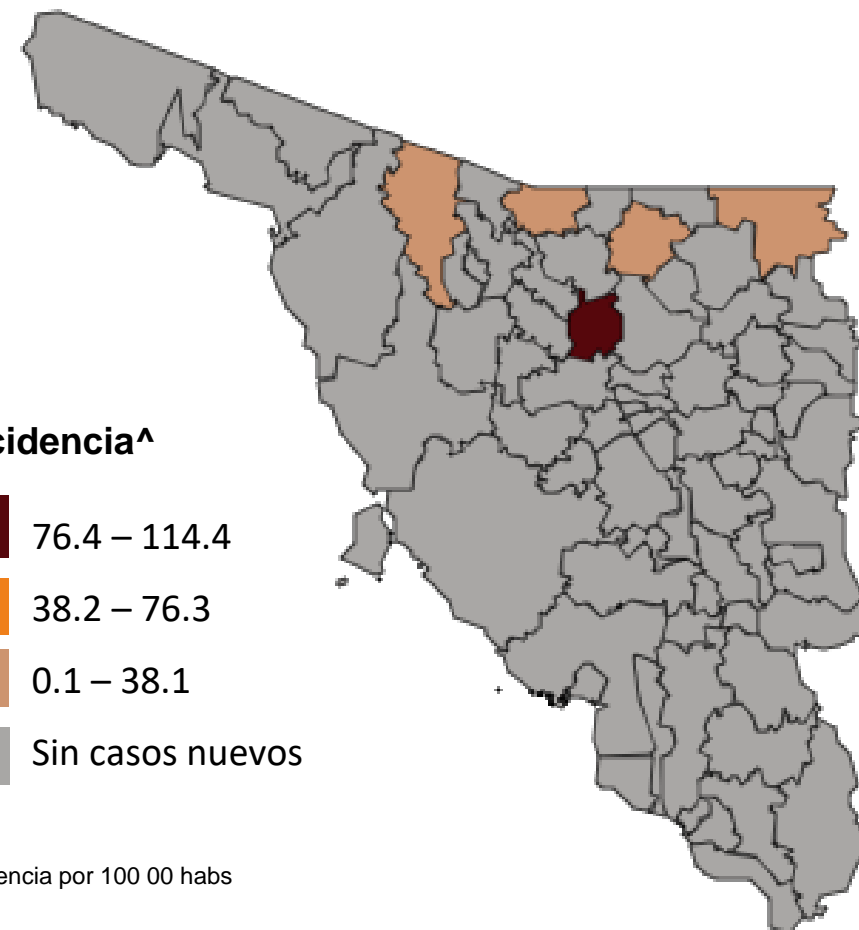 cidencia^
76.4 – 114.4
38.2 – 76.3
0.1 – 38.1
Sin casos nuevos
encia por 100 00 habs